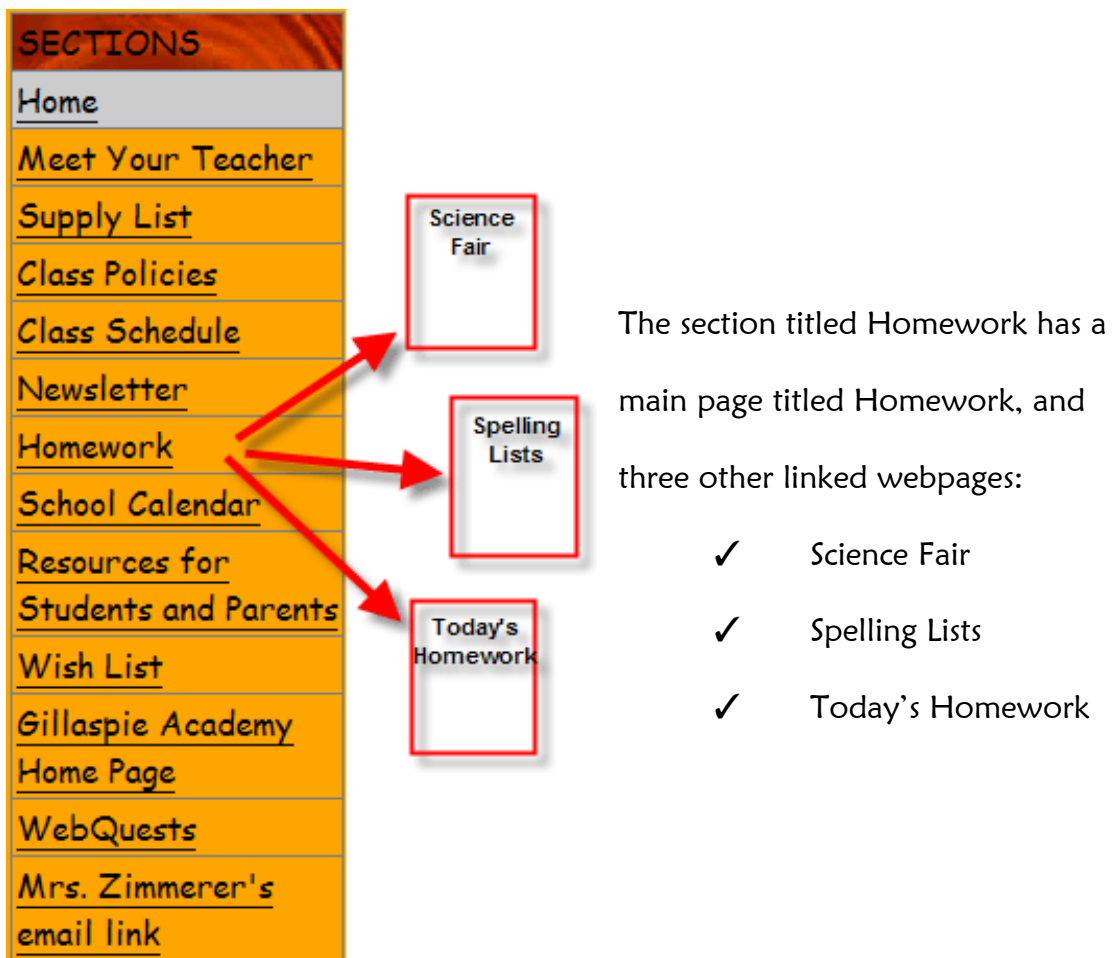 SECTIONS
Home
Meet Your Teacher
Supply List
Class Policies
Class Schedule
Newsletter
Homework
School Calendar
Resources for
Students and Parents
Wish List
Gillaspie Academy
Home Page
WebQuests
Mrs. Zimmerer's
email link
Science
Fair
Spelling
Lists
Today's
Homework
The section titled Homework has a
main page titled Homework, and
three other linked webpages:
✓ Science Fair
✓ Spelling Lists
✓ Today’s Homework